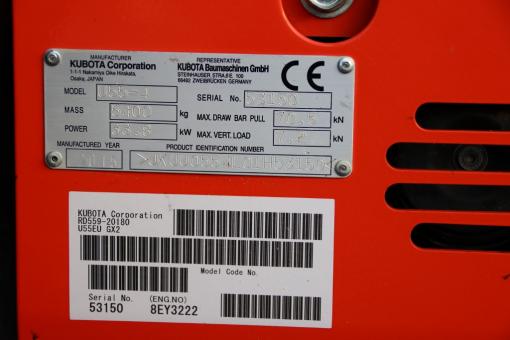 MANUFACTURER
KUBOTA Corporation
1-1-1 Nakamiya Oike Hirakata,
Osaka, JAPAN
REPRESENTATIVE
KUBOTA Baumaschinen GmbH
STEINHAUSER STRAßE 100
66482 ZWEIBRÜCKEN GERMANY
CE
MODEL U55-4 SERIAL No. 53150
MASS kg MAX. DRAW BAR PULL kN
POWER kW MAX. VERT. LOAD kN
MANUFACTURED YEAR PRODUCT IDENTIFICATION NUMBER
KUBOTA Corporation
RD559-20180
U55EU GX2
Model Code No.
Serial No. (ENG.NO)
53150 8EY3222